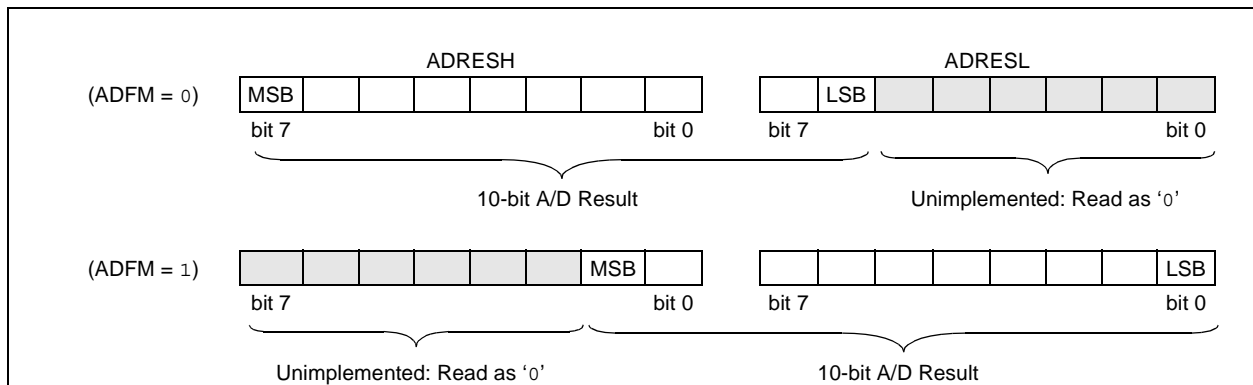 ADRESH ADRESL
(ADFM = 0) MSB LSB
bit 7 bit 0 bit 7 bit 0
10-bit A/D Result Unimplemented: Read as ‘0’
(ADFM = 1) MSB LSB
bit 7 bit 0 bit 7 bit 0
Unimplemented: Read as ‘0’ 10-bit A/D Result